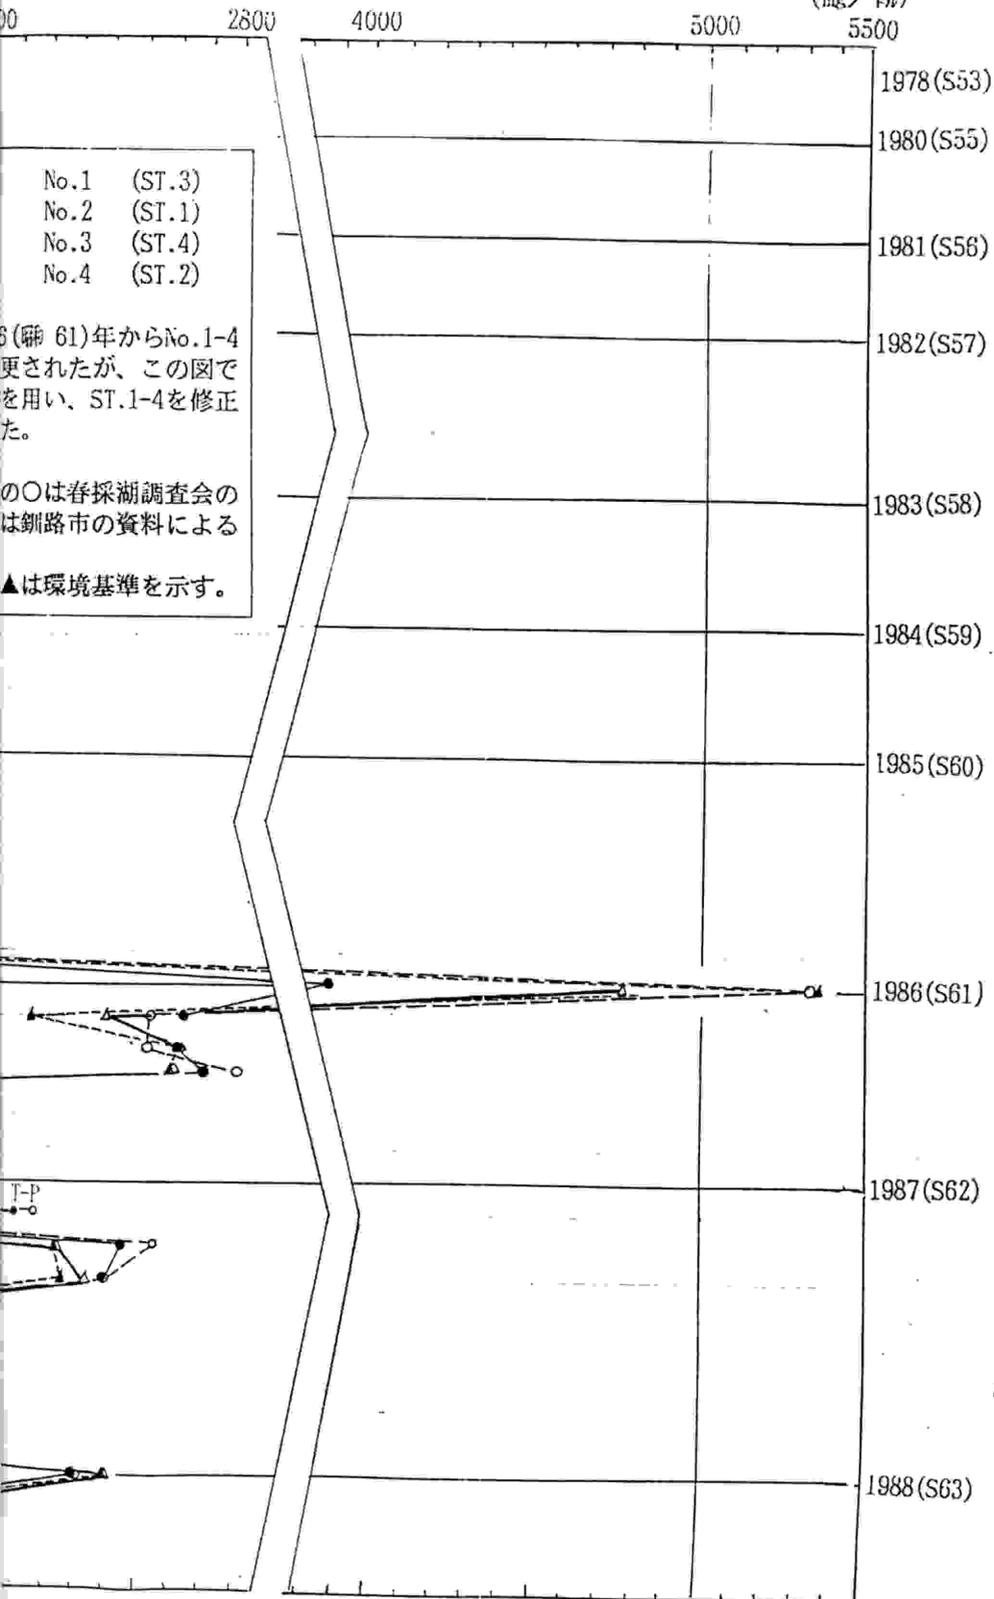 00 2800 4000 5000 5500
1978(S53)
1980(S55)
1981(S56)
1982(S57)
1983(S58)
1984(S59)
1985(S60)
1986(S61)
1987(S62)
1988(S63)
No.1 (ST.3)
No.2 (ST.1)
No.3 (ST.4)
No.4 (ST.2)
61)年からNo.1-4
更されたが、この図で
を用い、ST.1-4を修正
た。
の○は春採湖調査会の
は釧路市の資料による
▲は環境基準を示す。
T-P